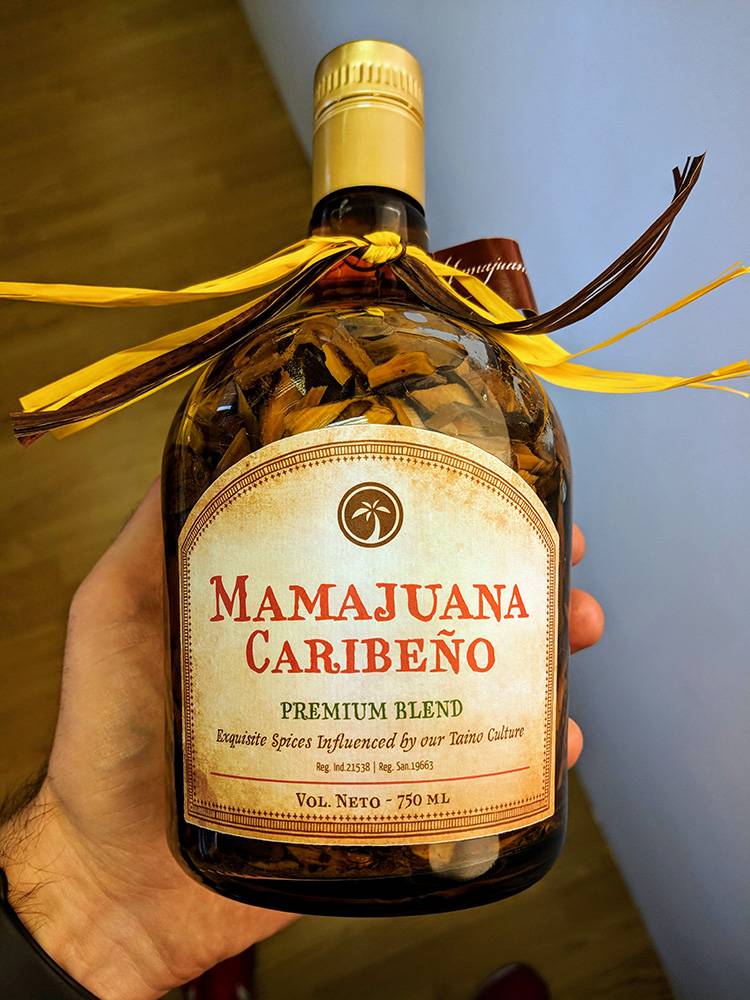 Mamajuana
MAMAJUANA
CARIBEÑO
PREMIUM BLEND
Exquisite Spices Influenced by our Taino Culture
Reg. Ind.21538 | Reg. San.19663
VOL. NETO - 750 ML